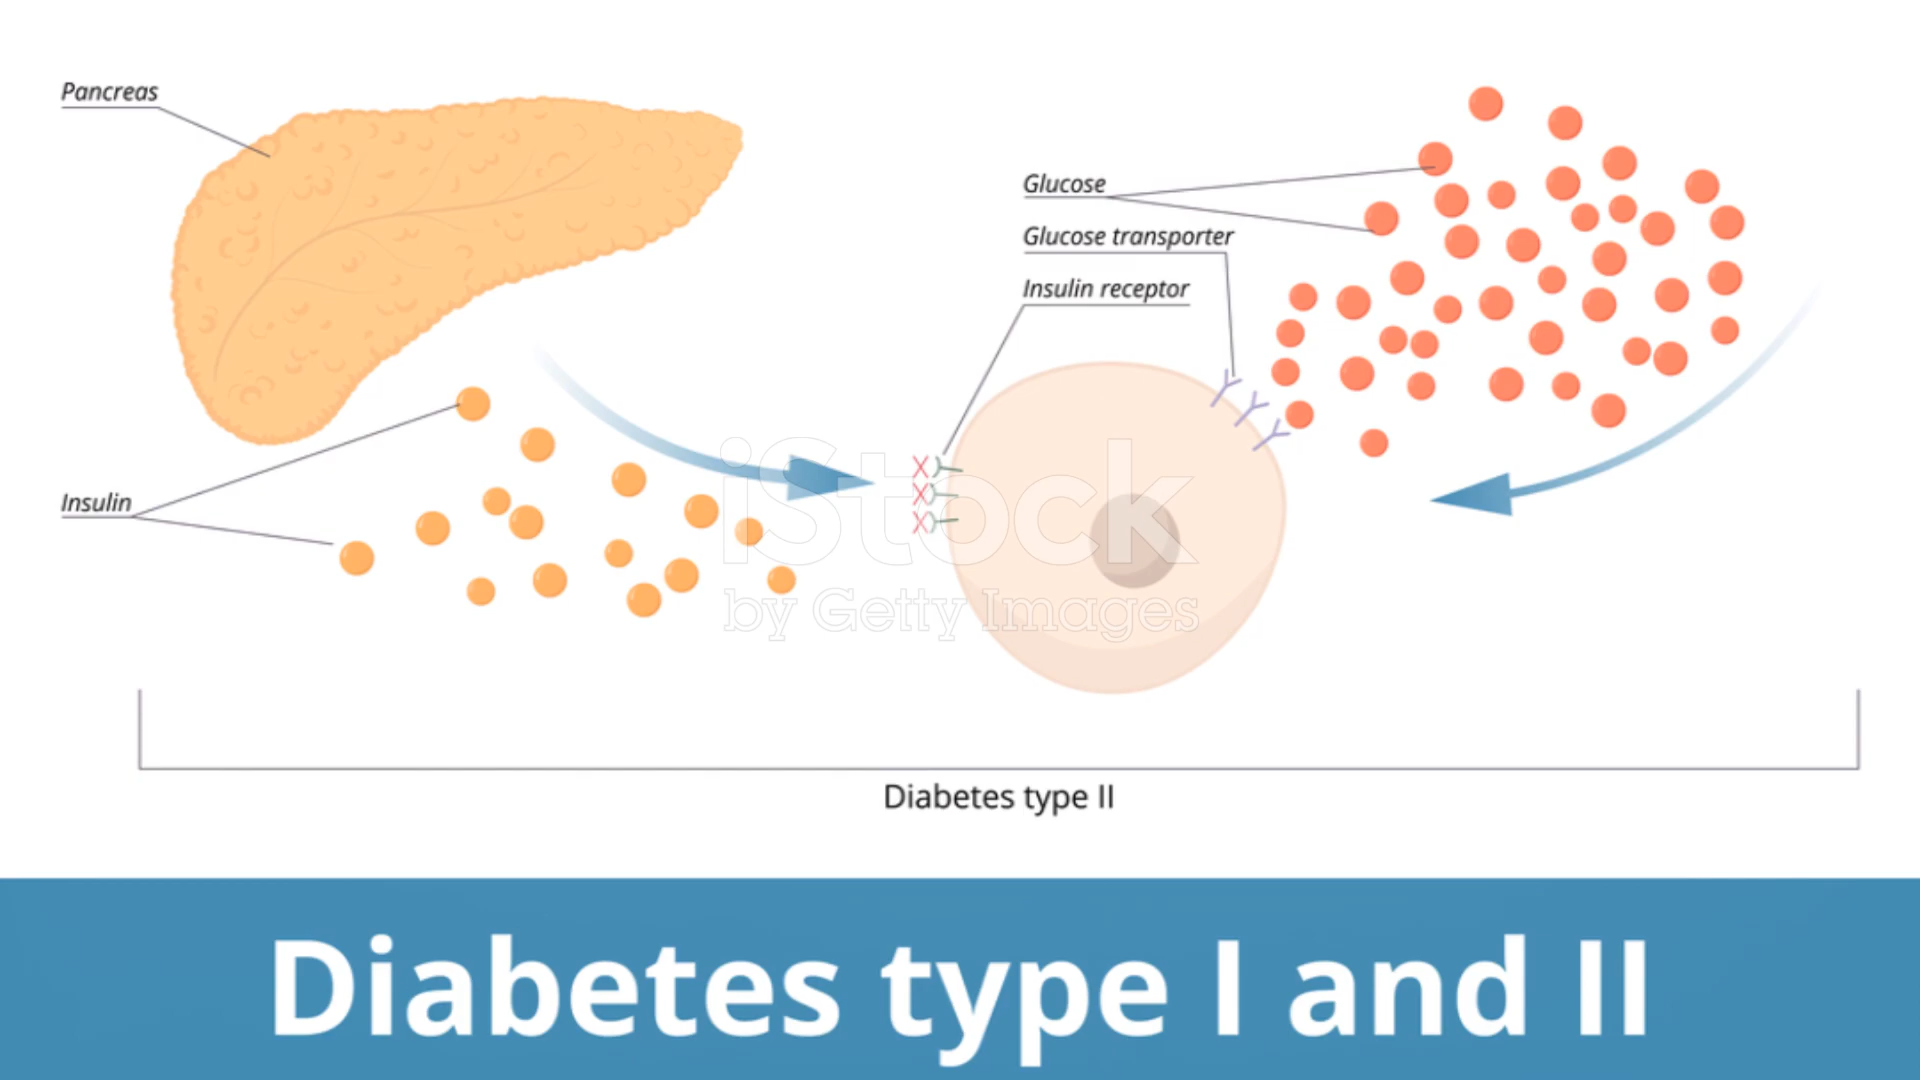 Pancreas
Glucose
Glucose transporter
Insulin receptor
Insulin
iStock
by Getty Images
Diabetes type II
Diabetes type I and II